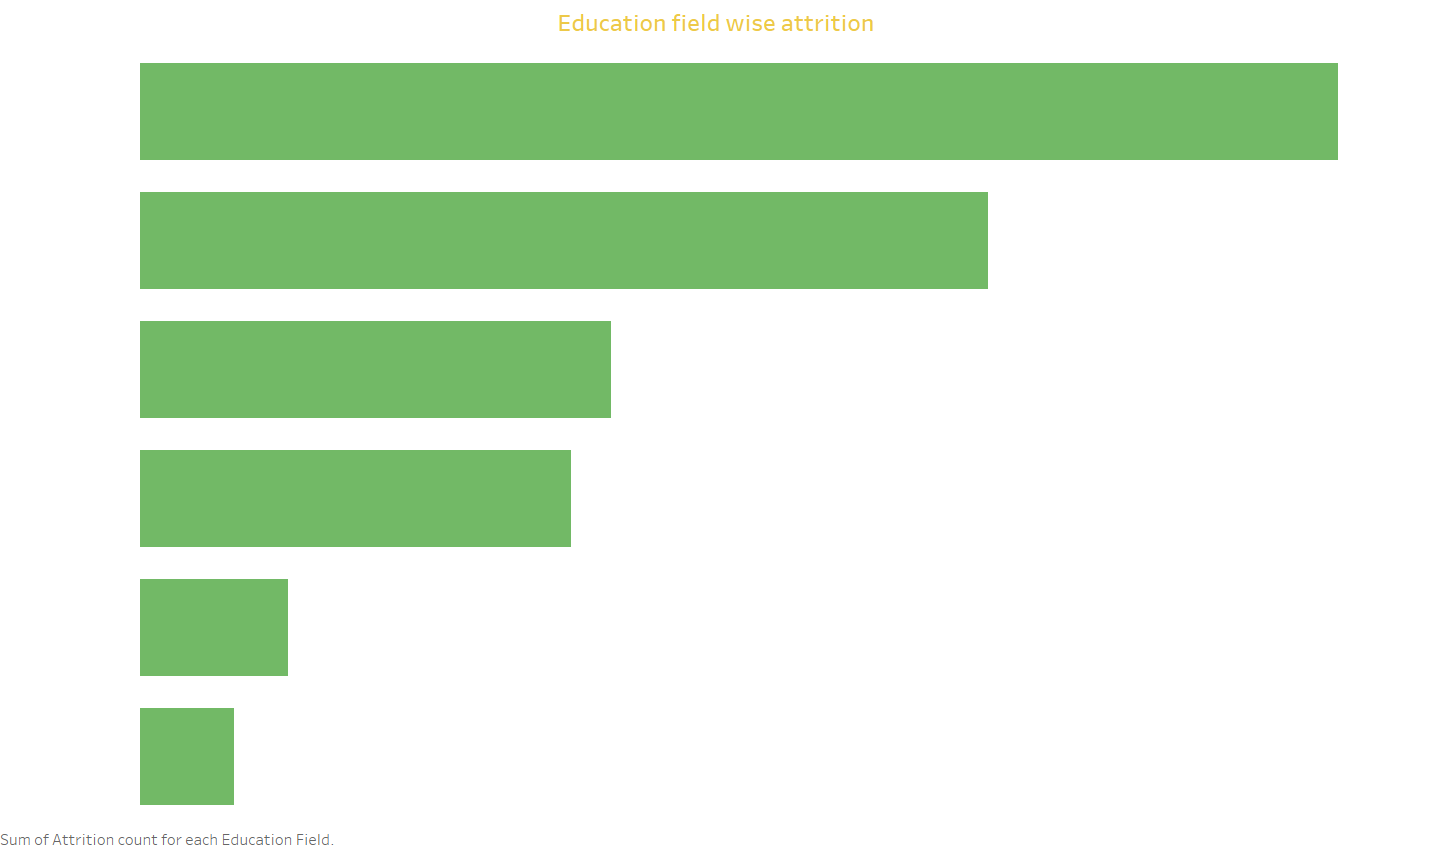 Education field wise attrition
Sum of Attrition count for each Education Field.